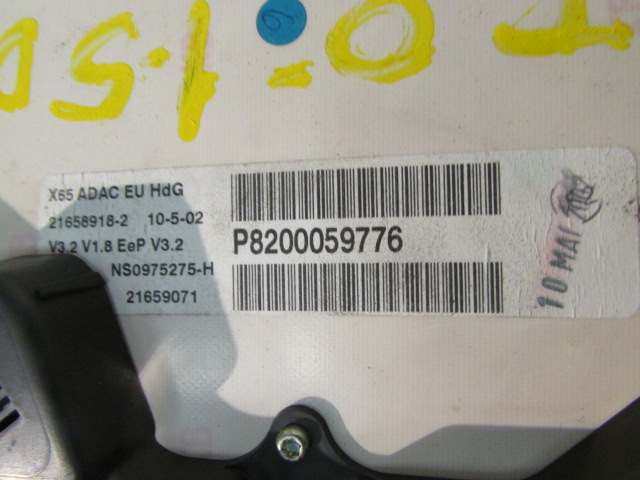 6
X65 ADAC EU HdG
21658918-2 10-5-02
V3.2 V1.8 EeP V3.2
NS0975275-H
21659071
P8200059776
10 MAI